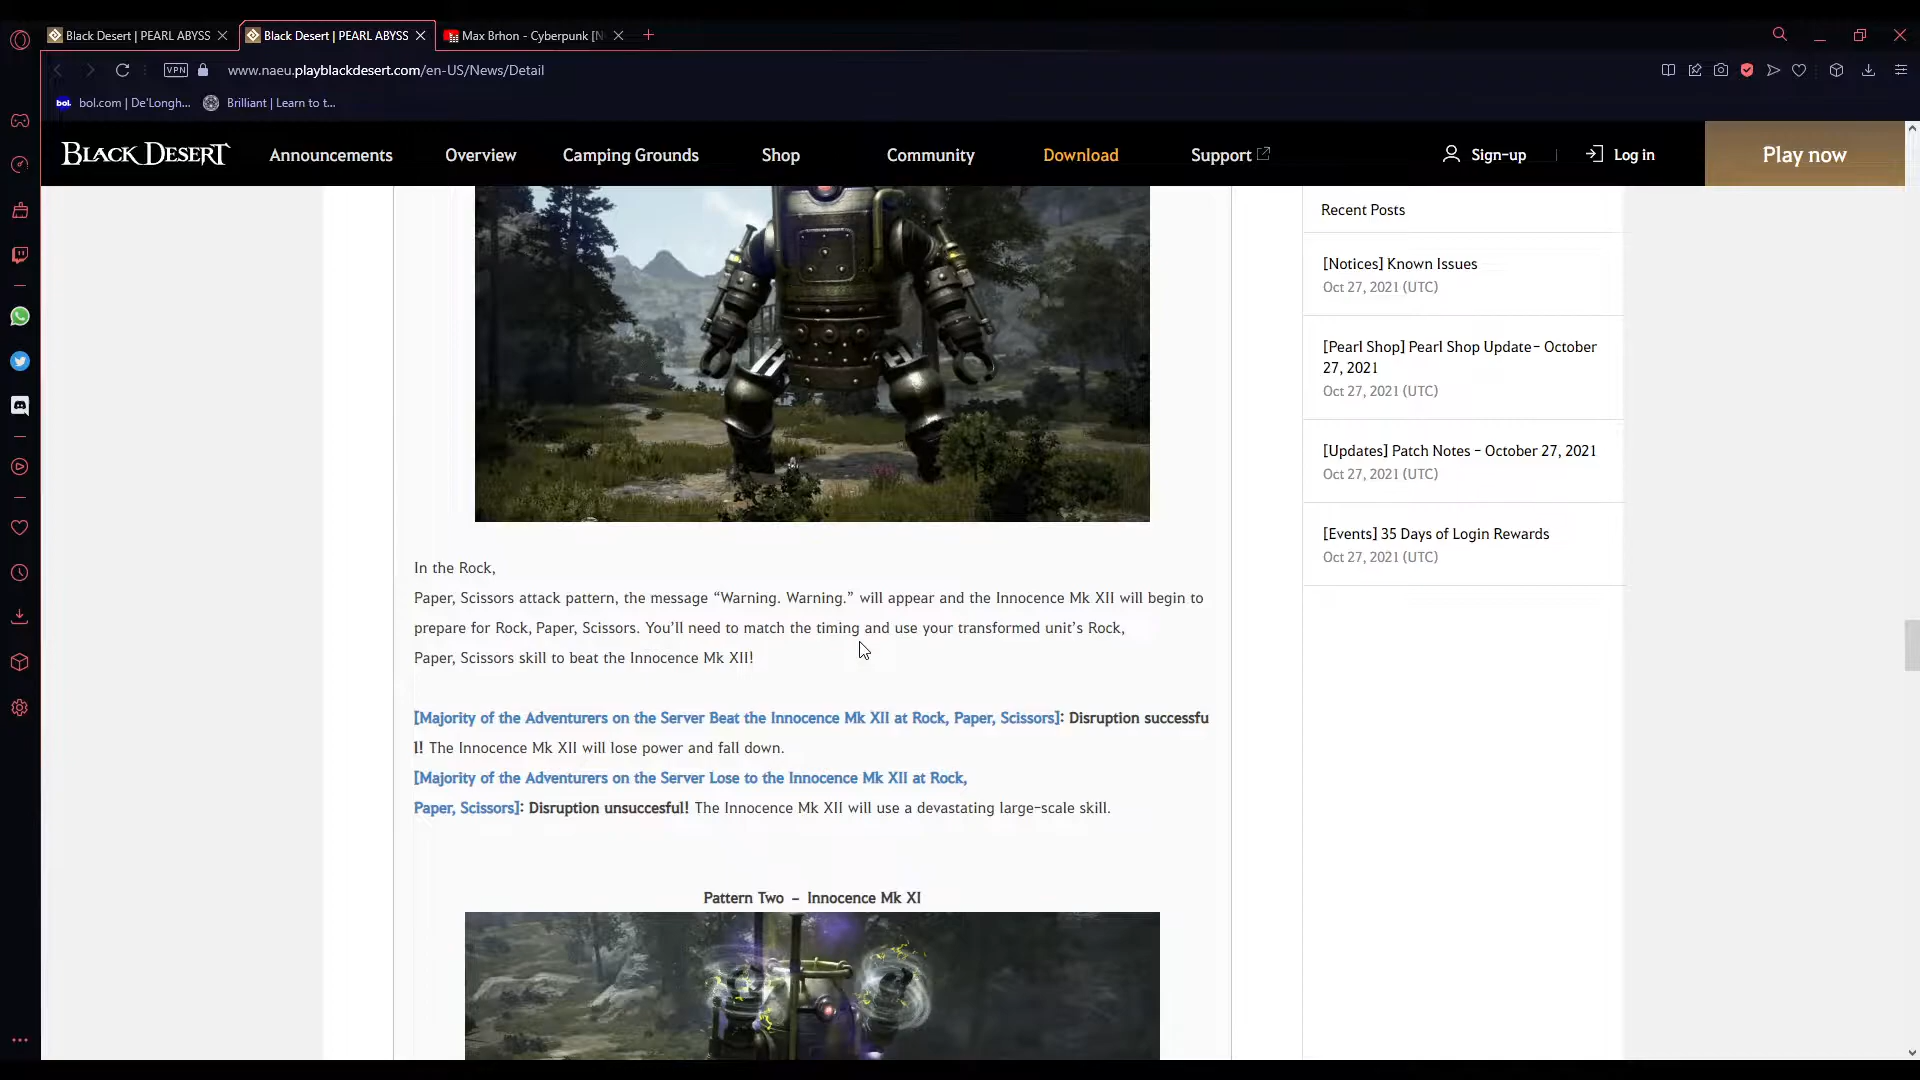 Black Desert | PEARL ABYSS
Black Desert | PEARL ABYSS
Max Brhon - Cyberpunk [N
VPN
www.naeu.playblackdesert.com/en-US/News/Detail
bol. bol.com | De'Longh...
Brilliant | Learn to t...
BLACK DESERT
Announcements
Overview
Camping Grounds
Shop
Community
Download
Support
Sign-up
Log in
Play now
In the Rock,
Paper, Scissors attack pattern, the message “Warning. Warning.” will appear and the Innocence Mk XII will begin to
prepare for Rock, Paper, Scissors. You’ll need to match the timing and use your transformed unit’s Rock,
Paper, Scissors skill to beat the Innocence Mk XII!
[Majority of the Adventurers on the Server Beat the Innocence Mk XII at Rock, Paper, Scissors]: Disruption successfu
l! The Innocence Mk XII will lose power and fall down.
[Majority of the Adventurers on the Server Lose to the Innocence Mk XII at Rock,
Paper, Scissors]: Disruption unsuccesful! The Innocence Mk XII will use a devastating large-scale skill.
Pattern Two – Innocence Mk XI
Recent Posts
[Notices] Known Issues
Oct 27, 2021 (UTC)
[Pearl Shop] Pearl Shop Update- October
27, 2021
Oct 27, 2021 (UTC)
[Updates] Patch Notes - October 27, 2021
Oct 27, 2021 (UTC)
[Events] 35 Days of Login Rewards
Oct 27, 2021 (UTC)